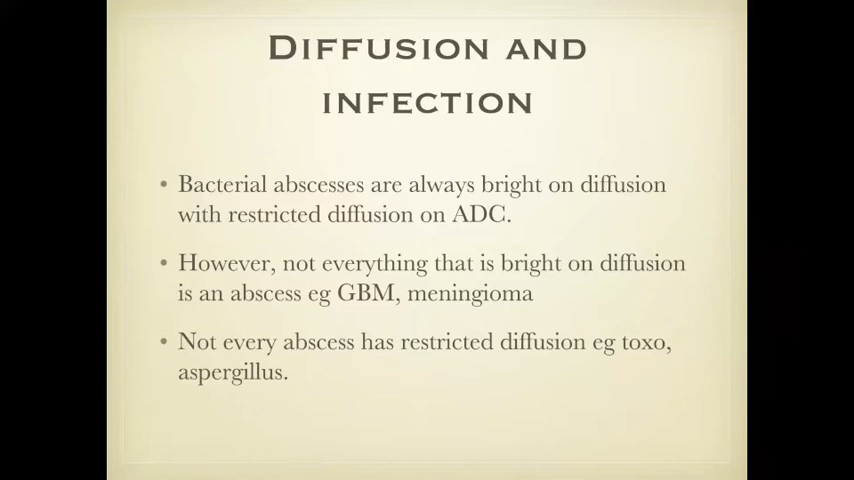 DIFFUSION AND
INFECTION
• Bacterial abscesses are always bright on diffusion
with restricted diffusion on ADC.
• However, not everything that is bright on diffusion
is an abscess eg GBM, meningioma
• Not every abscess has restricted diffusion eg toxo,
aspergillus.